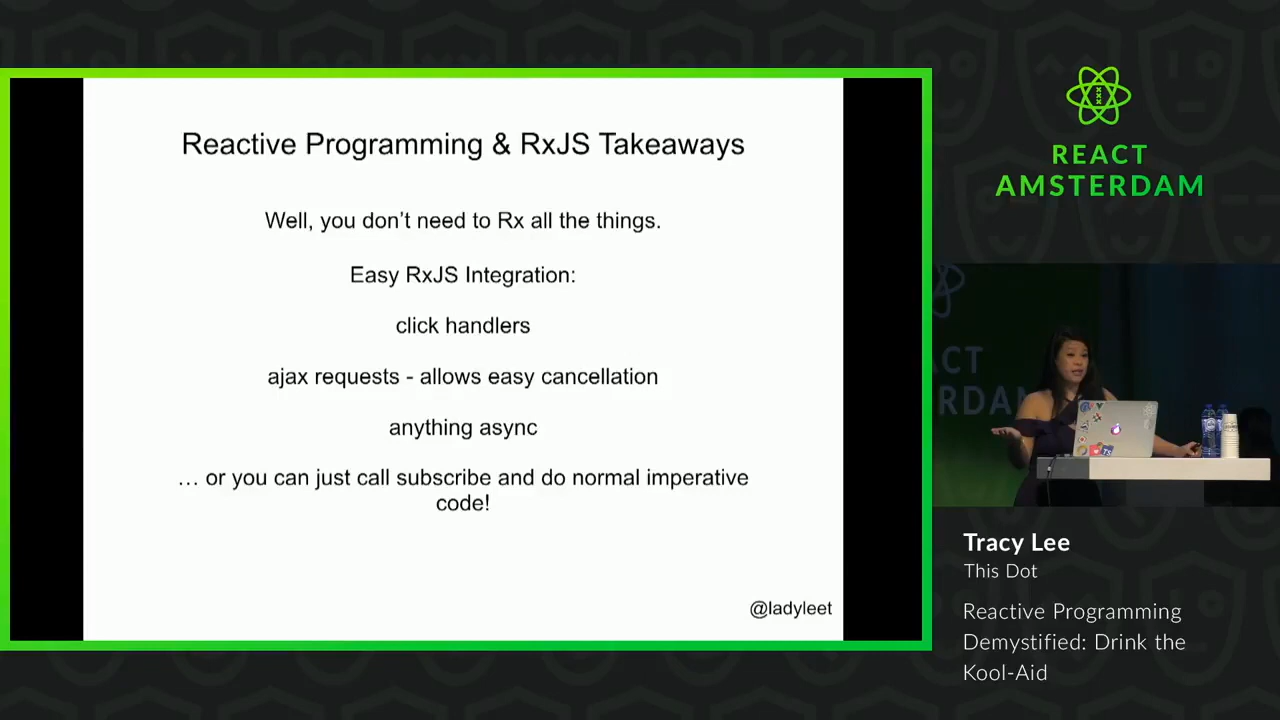 Reactive Programming & RxJS Takeaways
Well, you don't need to Rx all the things.
Easy RxJS Integration:
click handlers
ajax requests - allows easy cancellation
anything async
… or you can just call subscribe and do normal imperative
code!
@ladyleet
REACT
AMSTERDAM
ACT
RDAM
Tracy Lee
This Dot
Reactive Programming
Demystified: Drink the
Kool-Aid